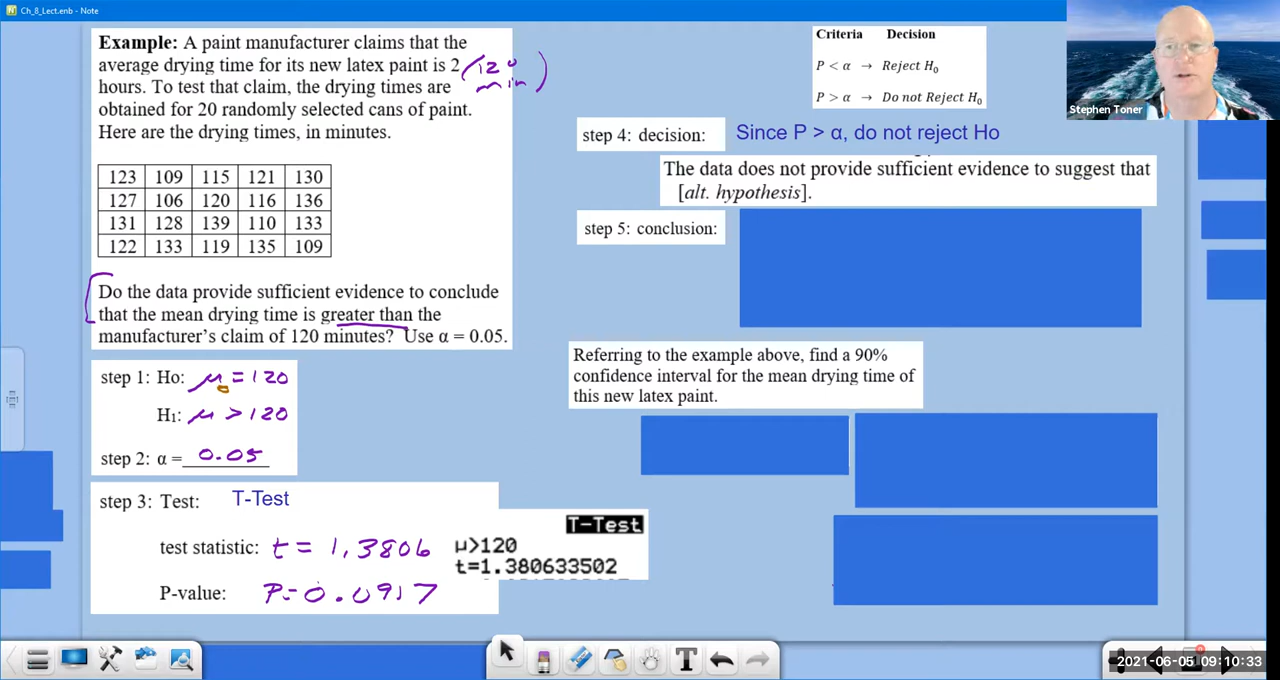 Ch_8_Lect.enb - Note
Example: A paint manufacturer claims that the
average drying time for its new latex paint is 2 (120
hours. To test that claim, the drying times are min)
obtained for 20 randomly selected cans of paint.
Here are the drying times, in minutes.
123 109 115 121 130
127 106 120 116 136
131 128 139 110 133
122 133 119 135 109
Do the data provide sufficient evidence to conclude
that the mean drying time is greater than the
manufacturer's claim of 120 minutes? Use α = 0.05.
step 1: Ho: μ = 120
H1: μ > 120
step 2: α = 0.05
step 3: Test: T-Test
test statistic: t = 1.3806
P-value: P = 0.0917
T-Test
μ>120
t=1.380633502
Criteria Decision
P < α → Reject H0
P > α → Do not Reject H0
Stephen Toner
step 4: decision: Since P > α, do not reject Ho
The data does not provide sufficient evidence to suggest that
[alt. hypothesis].
step 5: conclusion:
Referring to the example above, find a 90%
confidence interval for the mean drying time of
this new latex paint.
T
2021-06-05 09:10:33